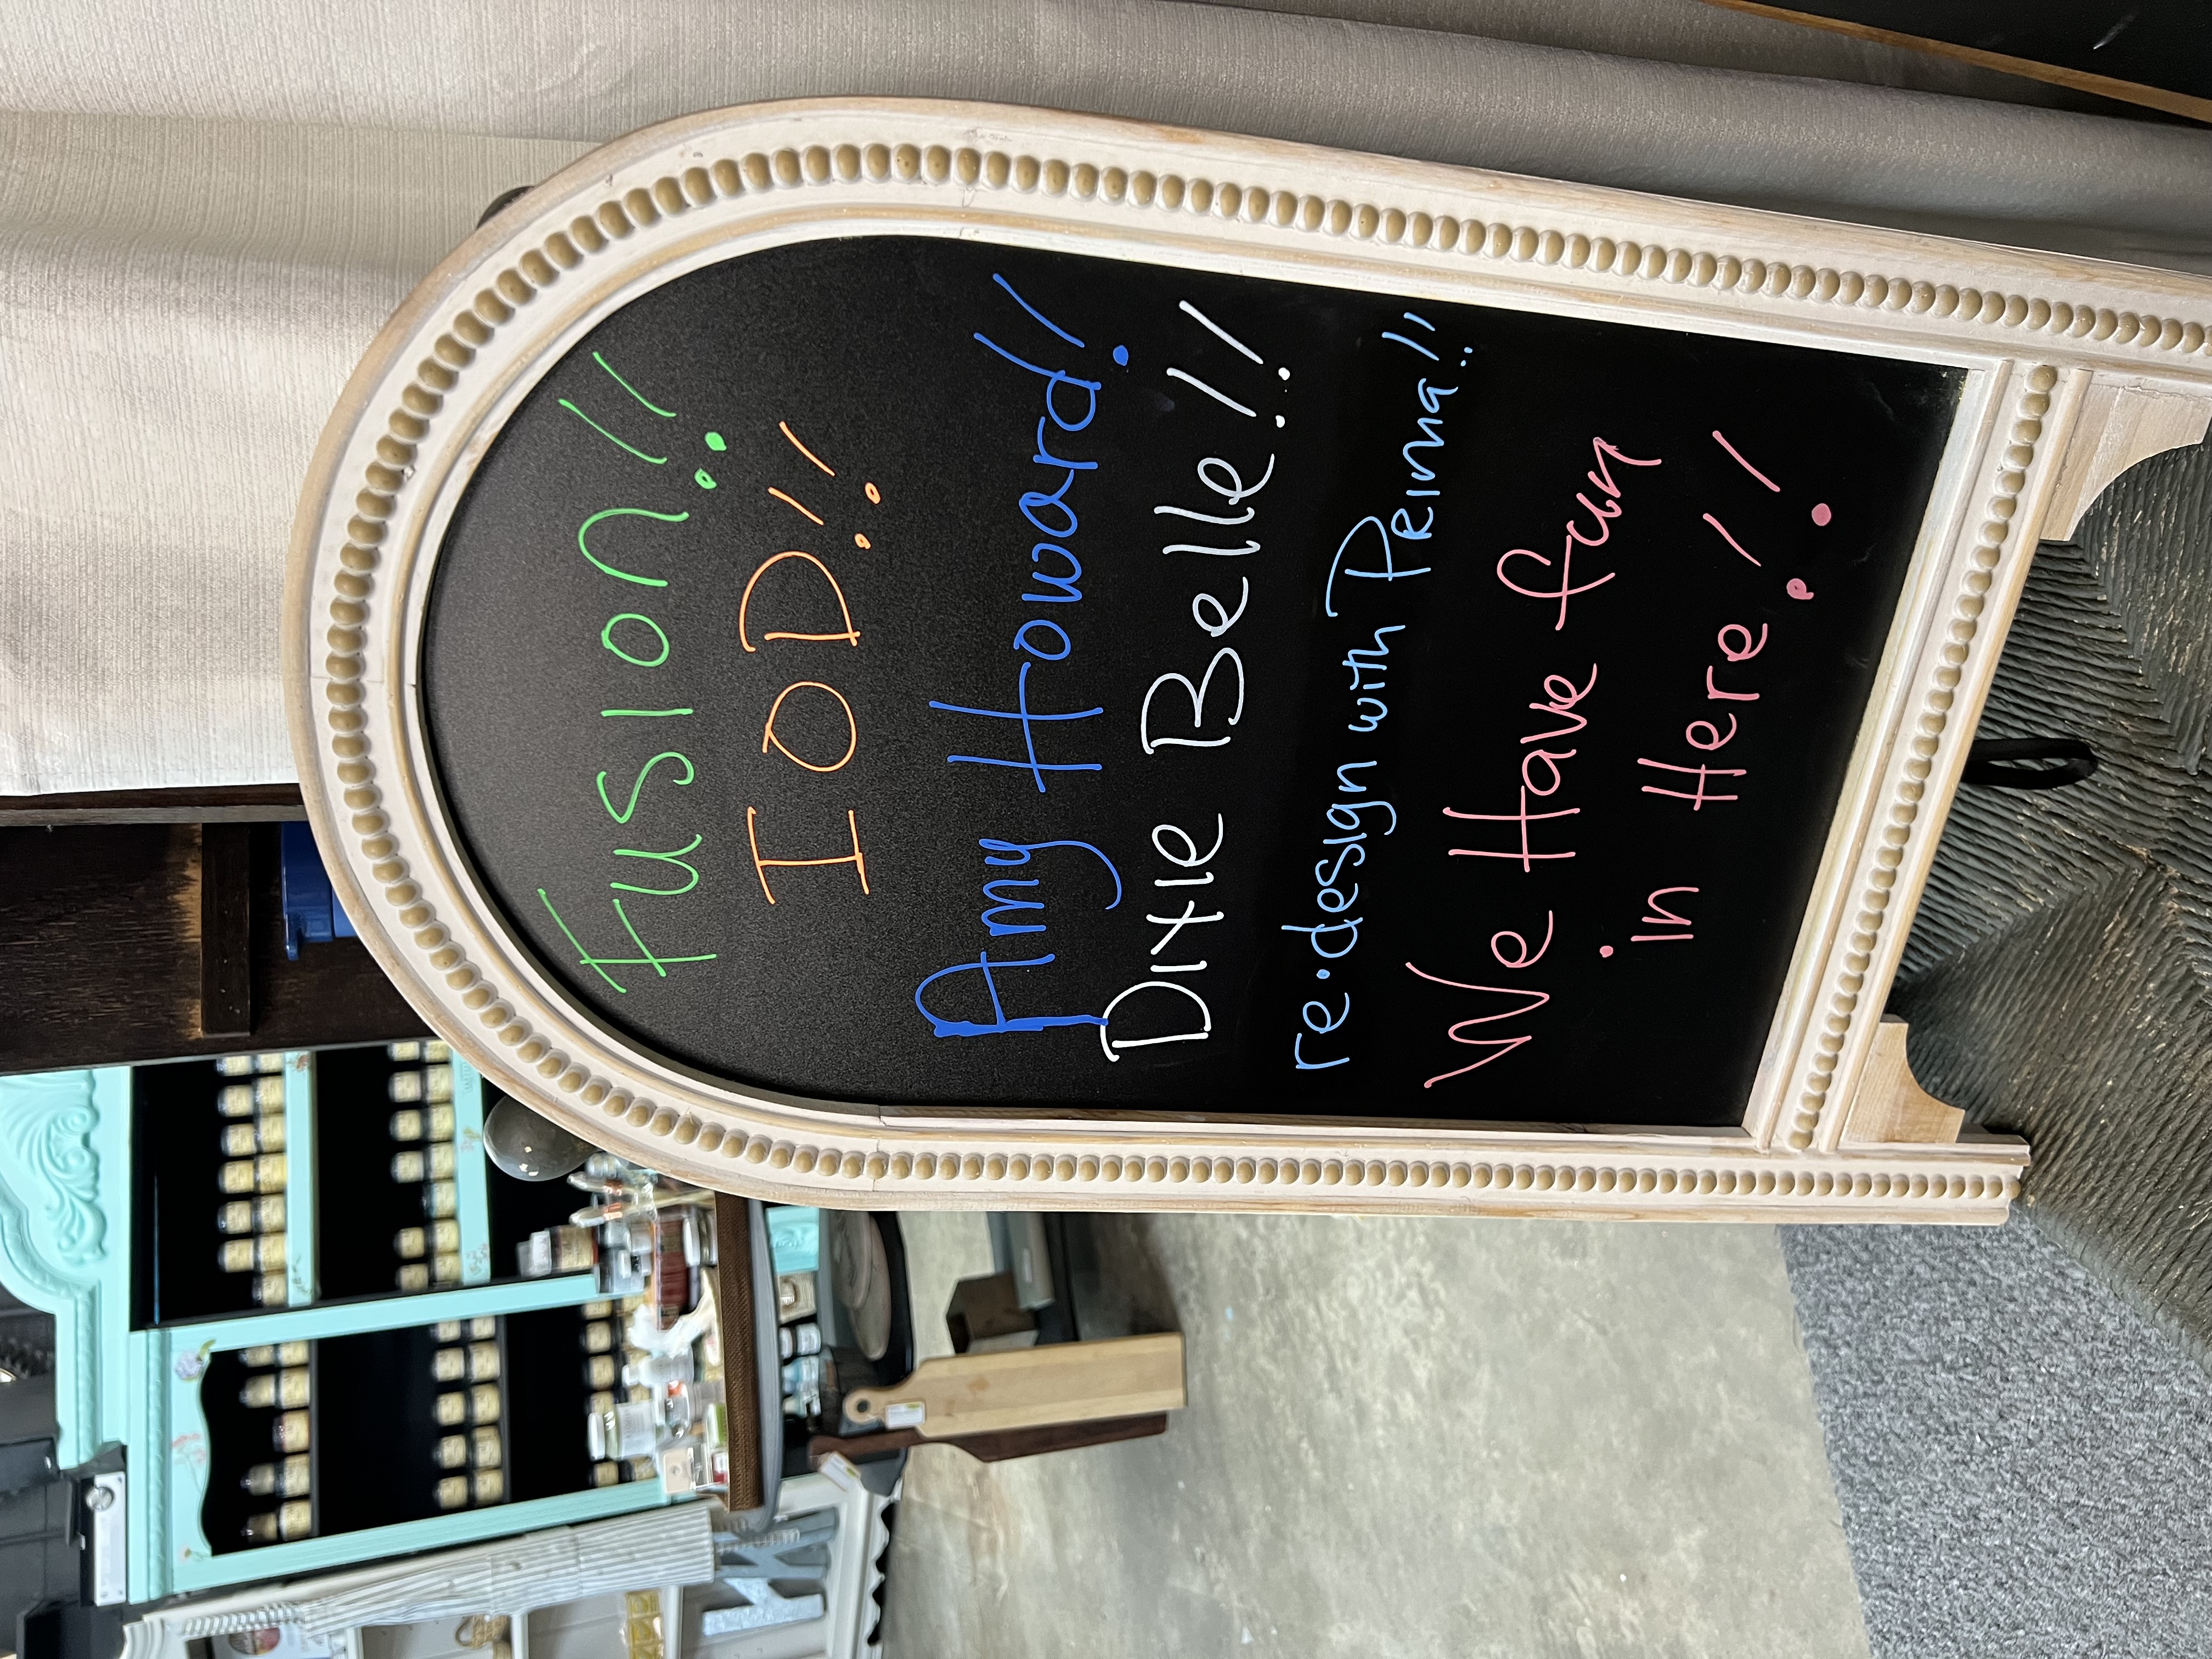 Fusion!!
IOD!!
Amy Howard!!
Dixie Belle!!
re•design with Prima!!
We Have fun
in Here!!